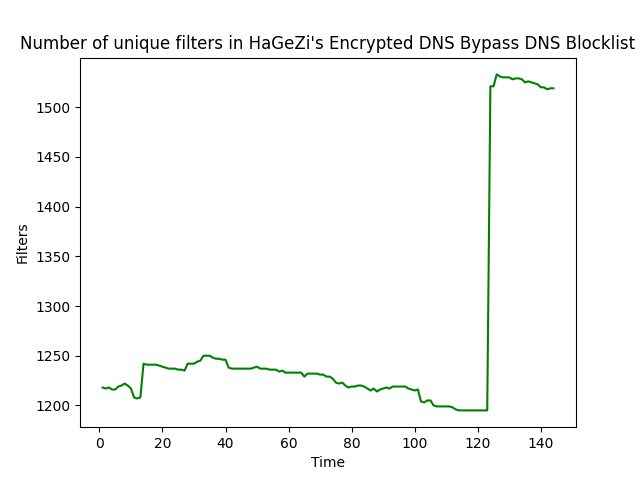 Number of unique filters in HaGeZi's Encrypted DNS Bypass DNS Blocklist
1500
1450
1400
1350
1300
1250
1200
Filters
0 20 40 60 80 100 120 140
Time